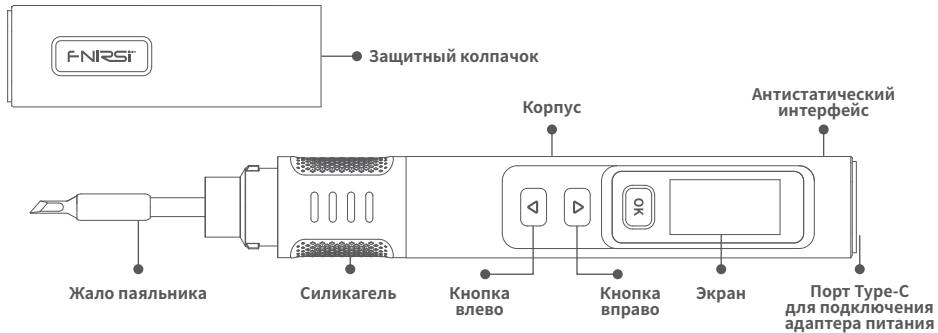 FNIRSI
Защитный колпачок
Корпус
Антистатический
интерфейс
OK
Жало паяльника
Силикагель
Кнопка
влево
Кнопка
вправо
Экран
Порт Type-C
для подключения
адаптера питания